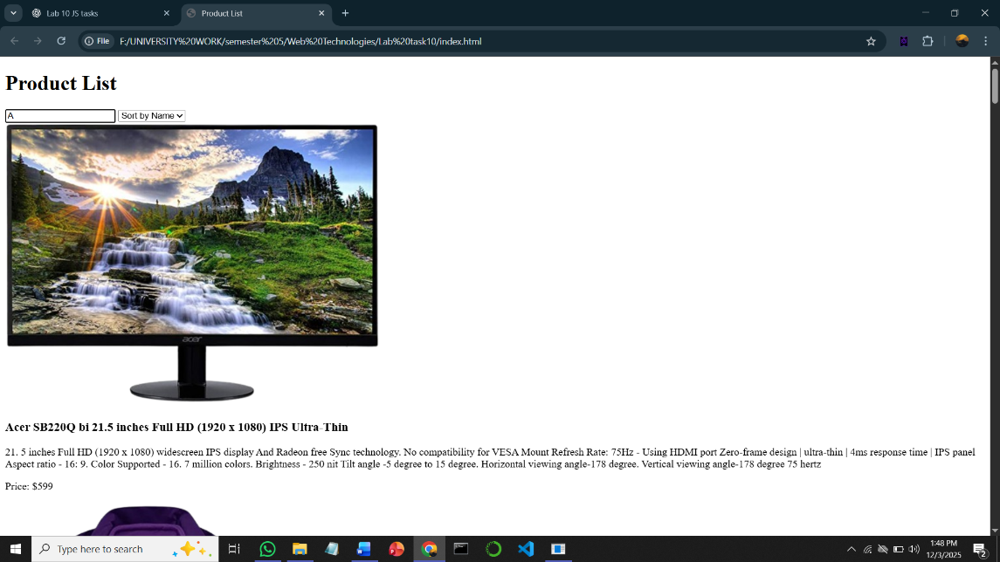 Lab 10 JS tasks
Product List
File
F:/UNIVERSITY%20WORK/semester%205/Web%20Technologies/Lab%20task10/index.html
Product List
A
Sort by Name
acer
Acer SB220Q bi 21.5 inches Full HD (1920 x 1080) IPS Ultra-Thin
21. 5 inches Full HD (1920 x 1080) widescreen IPS display And Radeon free Sync technology. No compatibility for VESA Mount Refresh Rate: 75Hz - Using HDMI port Zero-frame design | ultra-thin | 4ms response time | IPS panel
Aspect ratio - 16: 9. Color Supported - 16. 7 million colors. Brightness - 250 nit Tilt angle -5 degree to 15 degree. Horizontal viewing angle-178 degree. Vertical viewing angle-178 degree 75 hertz
Price: $599
Type here to search
1:48 PM
12/3/2025
2